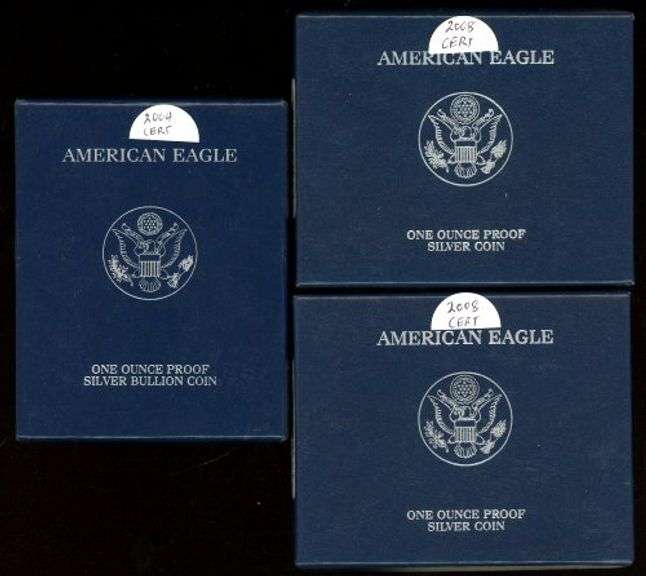 2004
CERT
AMERICAN EAGLE
ONE OUNCE PROOF
SILVER BULLION COIN
2008
CERT
AMERICAN EAGLE
ONE OUNCE PROOF
SILVER COIN
2008
CERT
AMERICAN EAGLE
ONE OUNCE PROOF
SILVER COIN